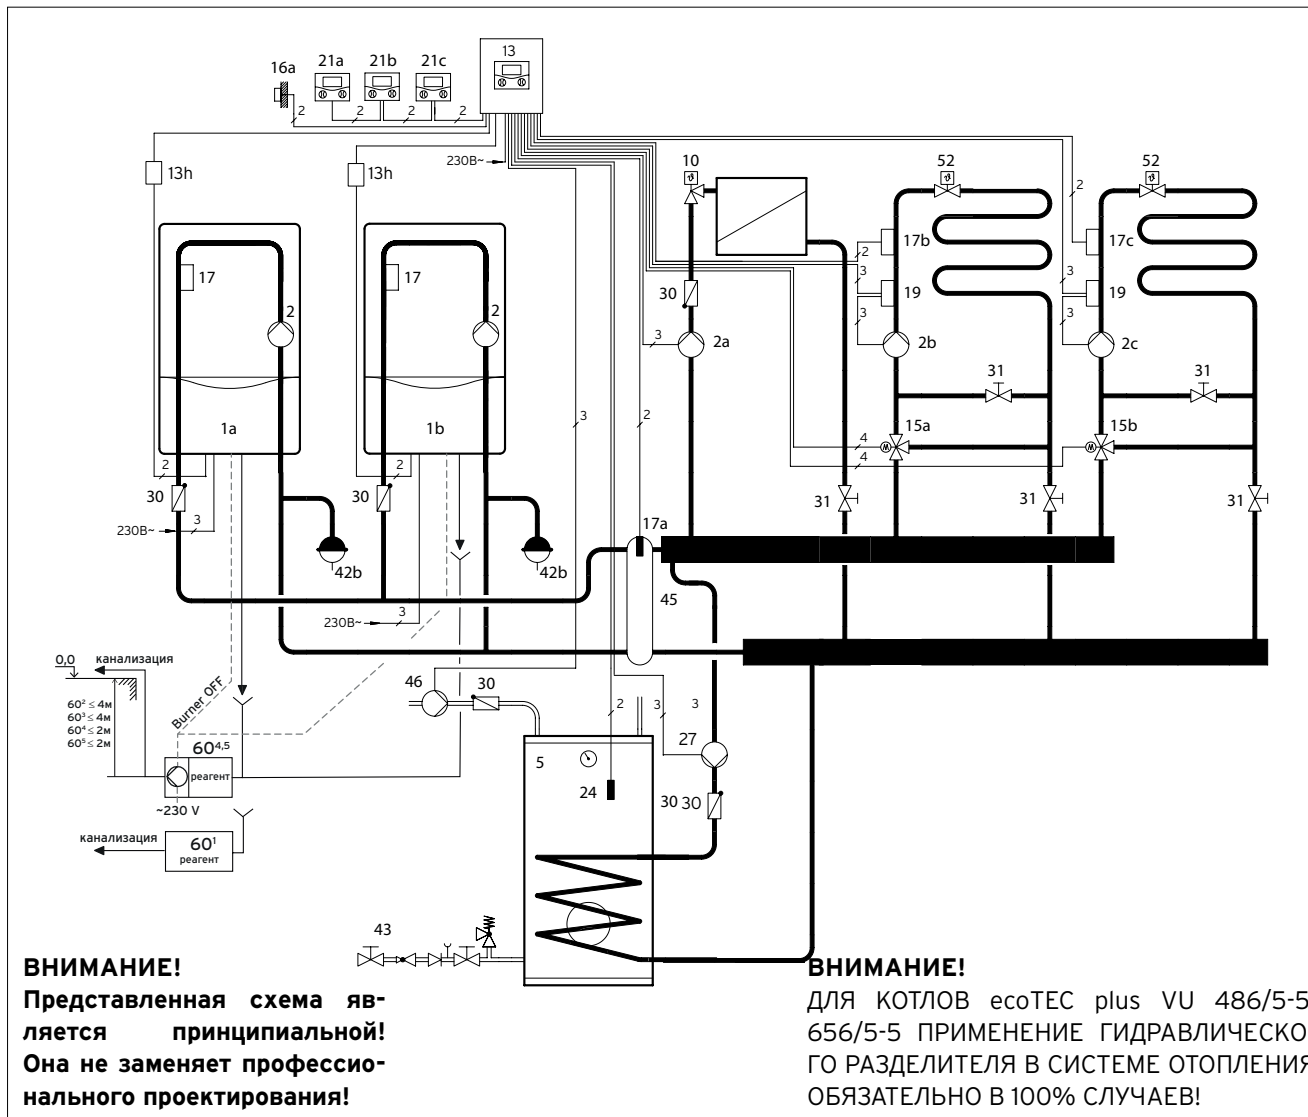 13
16a 21a 21b 21c
2 2 2 2
230В~
13h 13h
10 52 52
2
17 17
17b 17c
2
3 3
30 19 19
2 2
3 3 3
2a 2b 2c
31 31
1a 1b
3 2
15a 15b
4
4
2 2
30 30
31 31 31
230В~ 3
17a
42b 42b
45
230В~ 3
0,0 канализация
Burner OFF
60² ≤ 4м
60³ ≤ 4м
60⁴ ≤ 2м
60⁵ ≤ 2м
46 30
2 3 3
60⁴,⁵ 5 27
реагент
24 30 30
~230 V
канализация 60¹
реагент
43
ВНИМАНИЕ!
Представленная схема яв-
ляется принципиальной!
Она не заменяет профессио-
нального проектирования!
ВНИМАНИЕ!
ДЛЯ КОТЛОВ ecoTEC plus VU 486/5-5
656/5-5 ПРИМЕНЕНИЕ ГИДРАВЛИЧЕСКО
ГО РАЗДЕЛИТЕЛЯ В СИСТЕМЕ ОТОПЛЕНИЯ
ОБЯЗАТЕЛЬНО В 100% СЛУЧАЕВ!